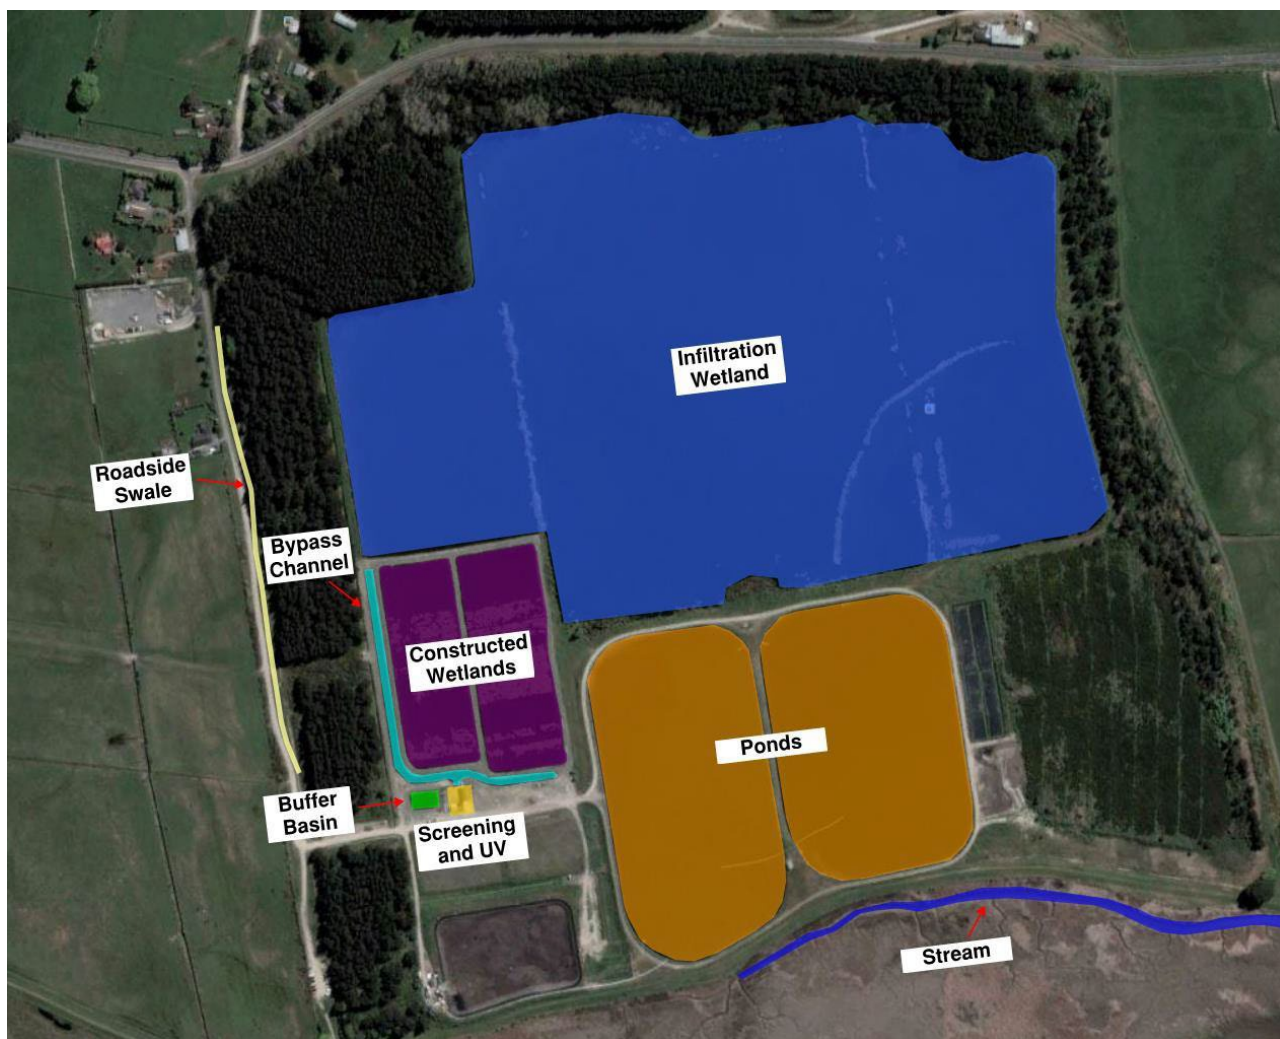 Infiltration
Wetland
Roadside
Swale
Bypass
Channel
Constructed
Wetlands
Ponds
Buffer
Basin
Screening
and UV
Stream